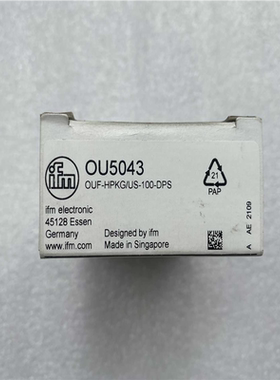 ifm
OU5043
OUF-HPKG/US-100-DPS
ifm electronic
45128 Essen
Germany
www.ifm.com
Designed by ifm
Made in Singapore
21
PAP
A AE 2109